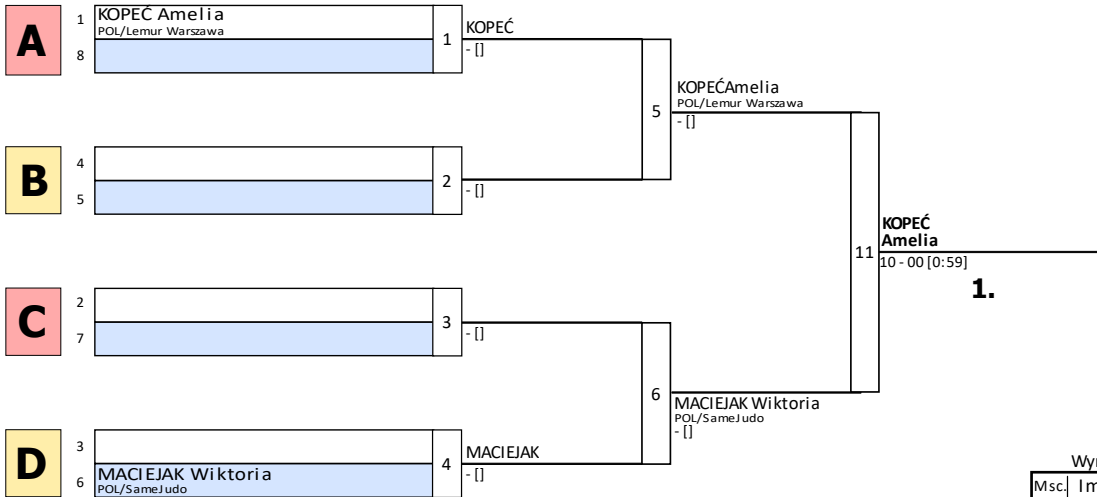 A
1 KOPEĆ Amelia
POL/Lemur Warszawa
8
1
KOPEĆ
- []
B
4
5
2
- []
5
KOPEĆAmelia
POL/Lemur Warszawa
- []
C
2
7
3
- []
D
3
6 MACIEJAK Wiktoria
POL/SameJudo
4
MACIEJAK
- []
6
MACIEJAK Wiktoria
POL/SameJudo
- []
11
KOPEĆ
Amelia
10 - 00 [0:59]
1.
Wyn
Msc. Im